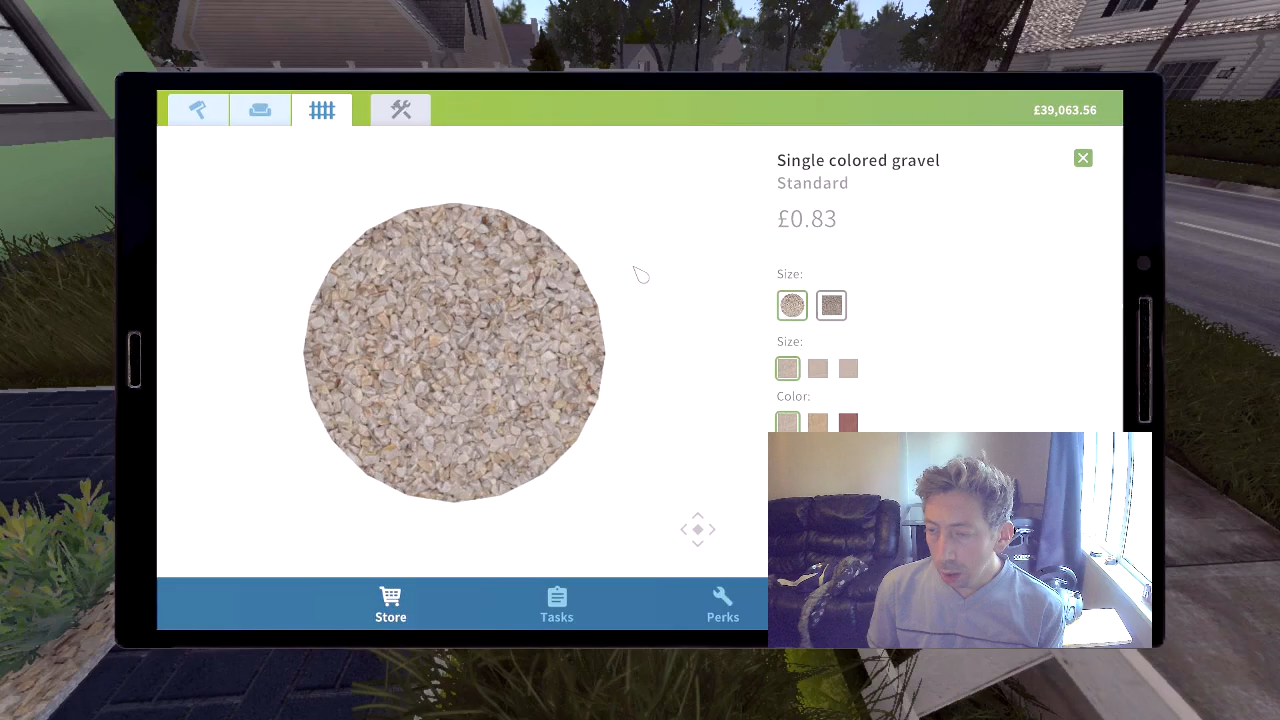 £39,063.56
Single colored gravel
Standard
£0.83
Size:
Size:
Color:
Store
Tasks
Perks